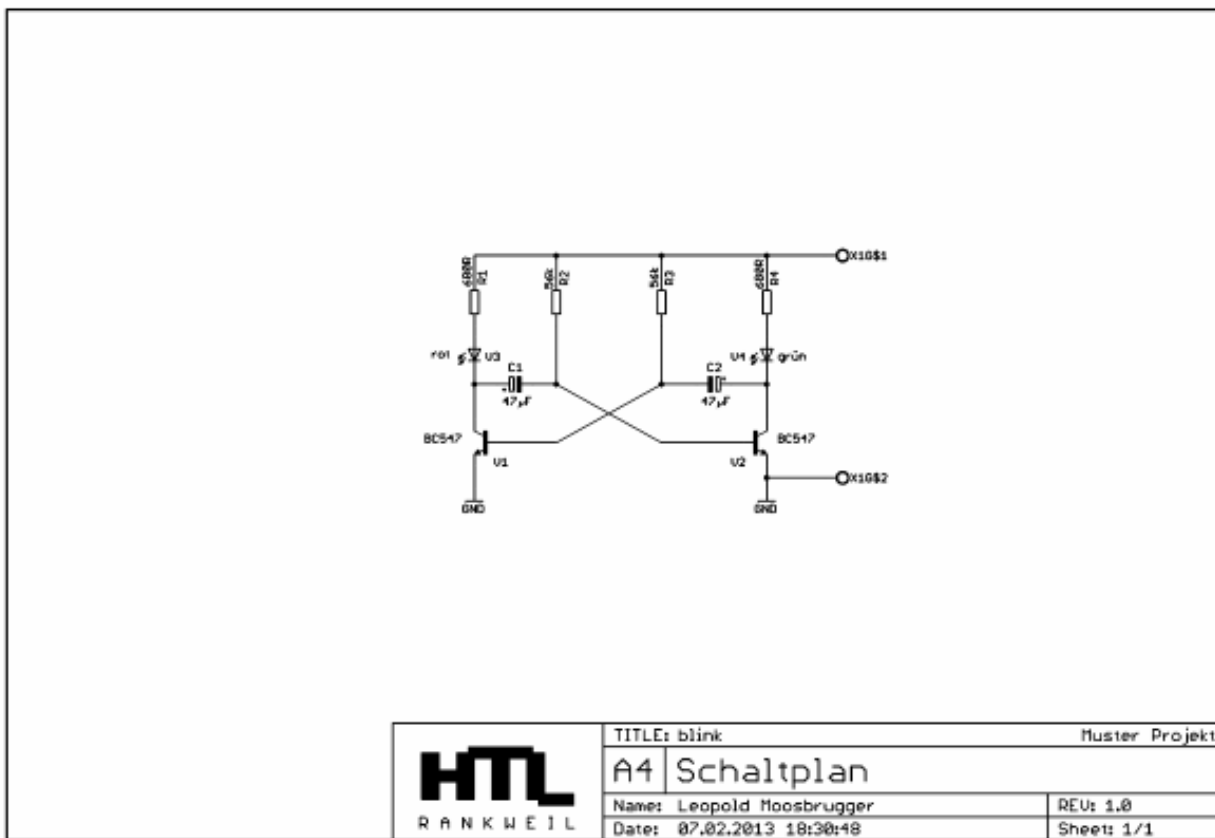 680R R1
56k R2
56k R3
680R R4
X1G$1
rot V3
V4 grün
C1
47µF
C2
47µF
BC547
V1
BC547
V2
X1G$2
GND
GND
HTL
RANKWEIL
TITLE: blink Muster Projekt
A4 Schaltplan
Name: Leopold Moosbrugger REV: 1.0
Date: 07.02.2013 18:30:48 Sheet: 1/1